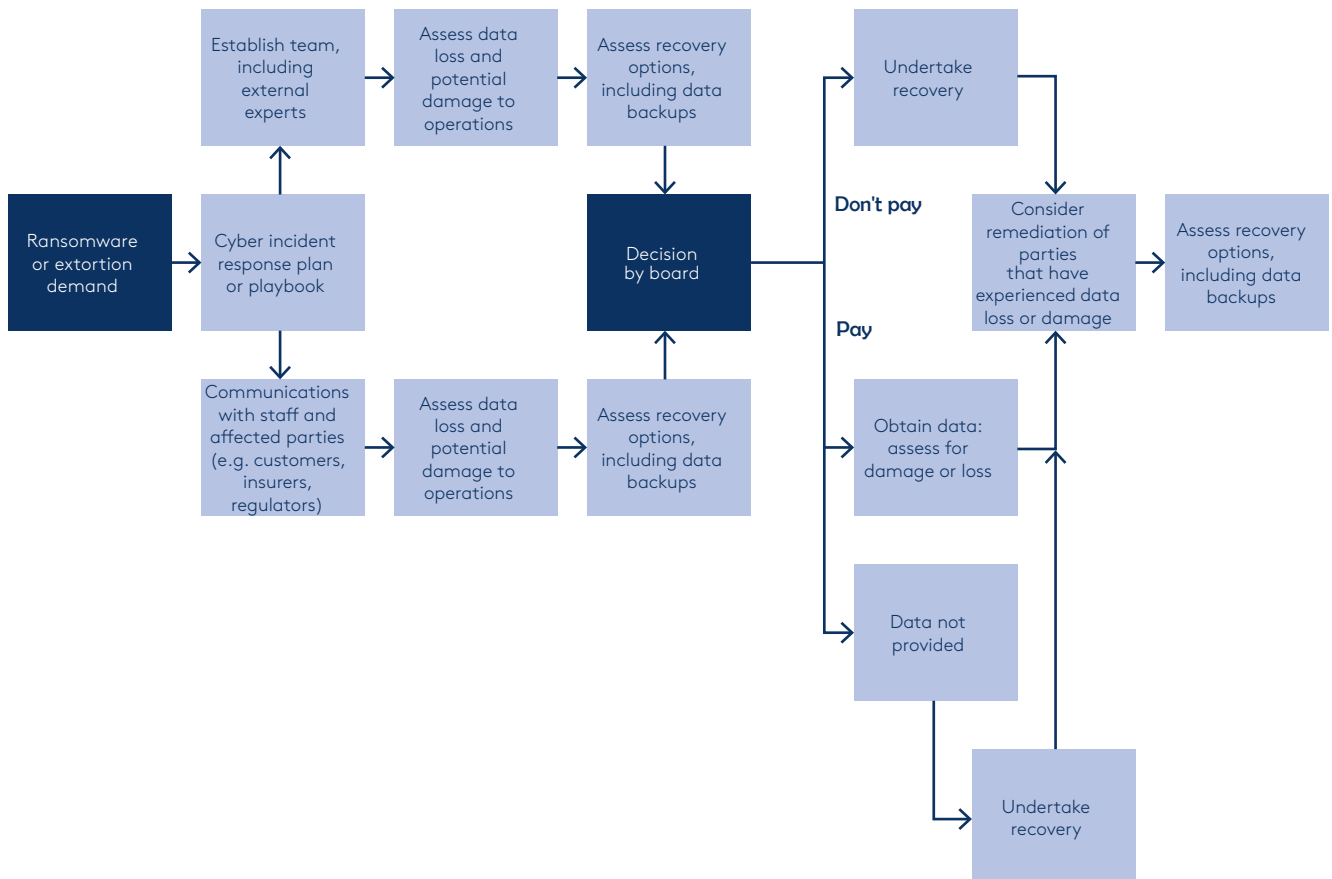 Establish team,
including
external
experts
Assess data
loss and
potential
damage to
operations
Assess recovery
options,
including data
backups
Undertake
recovery
Ransomware
or extortion
demand
Cyber incident
response plan
or playbook
Decision
by board
Don't pay
Pay
Consider
remediation of
parties
that have
experienced data
loss or damage
Assess recovery
options,
including data
backups
Communications
with staff and
affected parties
(e.g. customers,
insurers,
regulators)
Assess data
loss and
potential
damage to
operations
Assess recovery
options,
including data
backups
Obtain data:
assess for
damage or loss
Data not
provided
Undertake
recovery